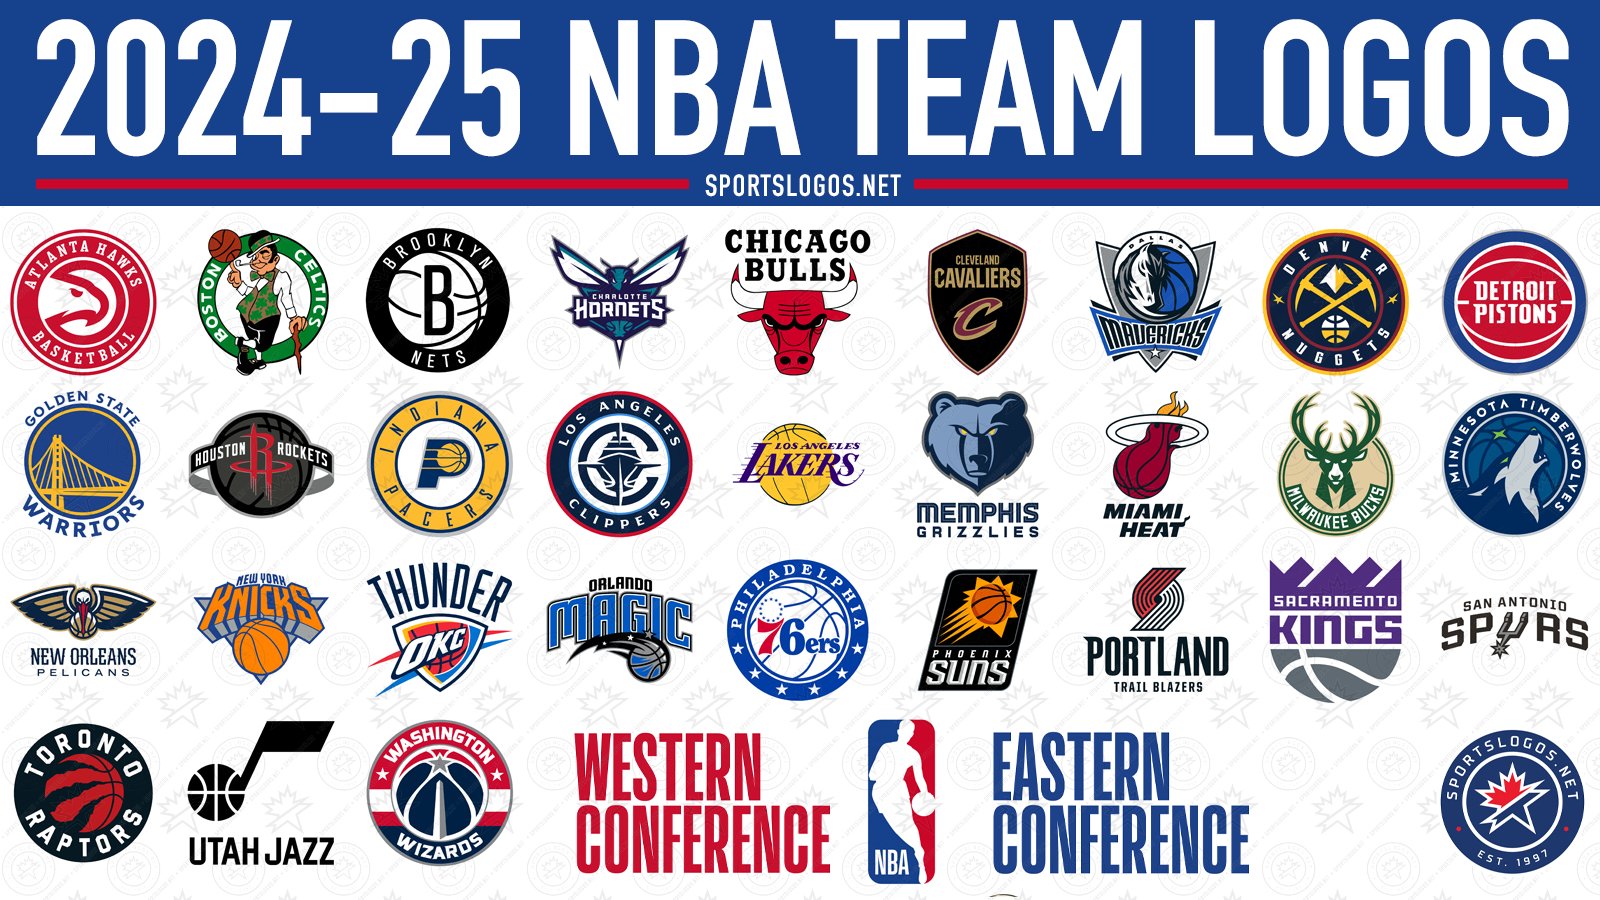 2024-25 NBA TEAM LOGOS
SPORTSLOGOS.NET
ATLANTA HAWKS
BASKETBALL
BOSTON
CELTICS
BROOKLYN
B
NETS
CHARLOTTE
HORNETS
CHICAGO
BULLS
CLEVELAND
CAVALIERS
C
DALLAS
MAVERICKS
DENVER
NUGGETS
DETROIT
PISTONS
GOLDEN STATE
WARRIORS
HOUSTON R ROCKETS
INDIANA
P
PACERS
LOS ANGELES
C
CLIPPERS
LOS ANGELES
LAKERS
MEMPHIS
GRIZZLIES
MIAMI
HEAT
MILWAUKEE BUCKS
MINNESOTA TIMBERWOLVES
NEW ORLEANS
PELICANS
NEW YORK
KNICKS
THUNDER
OKC
ORLANDO
MAGIC
PHILADELPHIA
76ers
PHOENIX
SUNS
PORTLAND
TRAIL BLAZERS
SACRAMENTO
KINGS
SAN ANTONIO
SPURS
TORONTO
RAPTORS
UTAH JAZZ
WASHINGTON
WIZARDS
WESTERN
CONFERENCE
NBA
EASTERN
CONFERENCE
SPORTSLOGOS.NET
EST. 1997